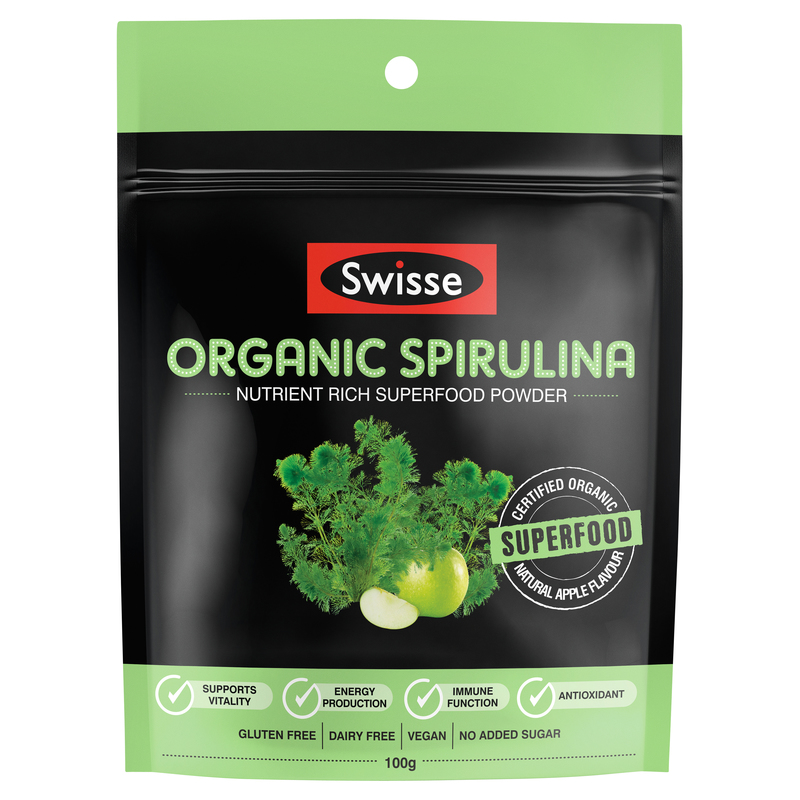 Swisse
ORGANIC SPIRULINA
NUTRIENT RICH SUPERFOOD POWDER
CERTIFIED ORGANIC
SUPERFOOD
NATURAL APPLE FLAVOUR
SUPPORTS
VITALITY
ENERGY
PRODUCTION
IMMUNE
FUNCTION
ANTIOXIDANT
GLUTEN FREE | DAIRY FREE | VEGAN | NO ADDED SUGAR
100g